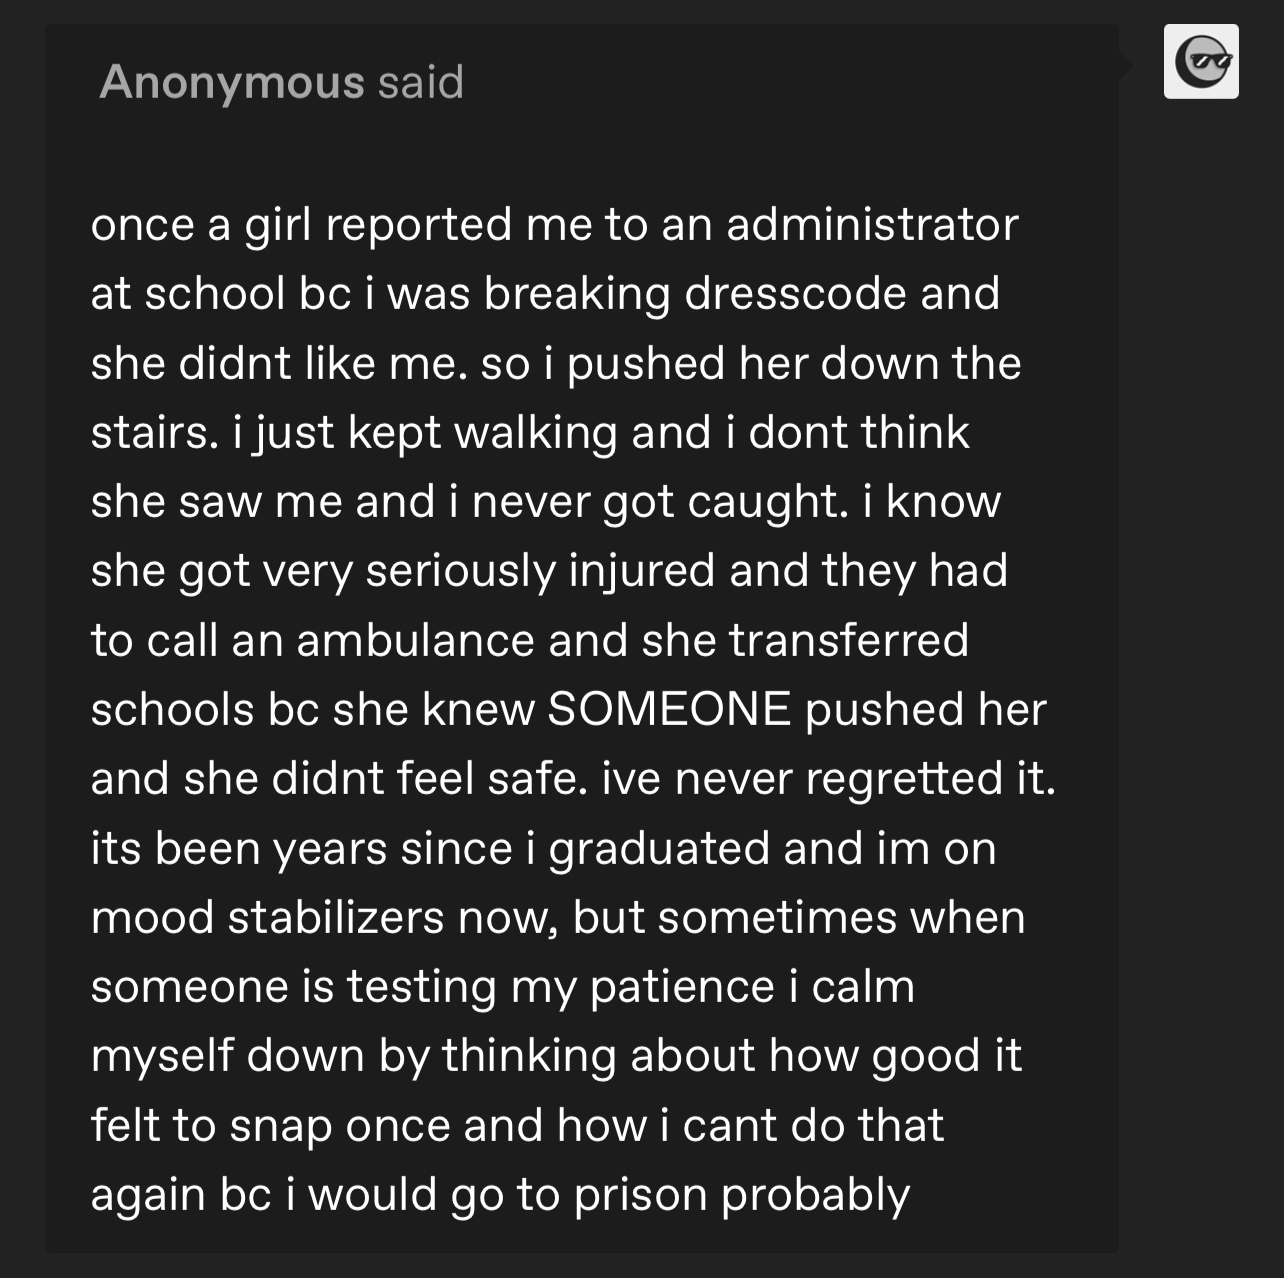 Anonymous said
once a girl reported me to an administrator
at school bc i was breaking dresscode and
she didnt like me. so i pushed her down the
stairs. i just kept walking and i dont think
she saw me and i never got caught. i know
she got very seriously injured and they had
to call an ambulance and she transferred
schools bc she knew SOMEONE pushed her
and she didnt feel safe. ive never regretted it.
its been years since i graduated and im on
mood stabilizers now, but sometimes when
someone is testing my patience i calm
myself down by thinking about how good it
felt to snap once and how i cant do that
again bc i would go to prison probably